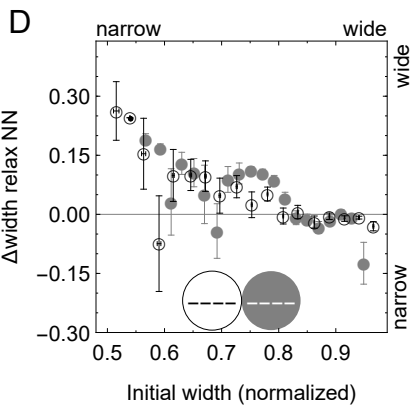 D
narrow wide
wide
narrow
Δwidth relax NN
0.30
0.15
0.00
−0.15
−0.30
0.5 0.6 0.7 0.8 0.9
Initial width (normalized)